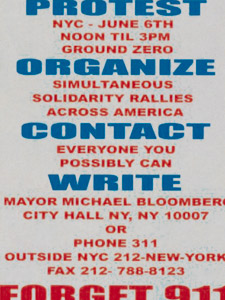 PROTEST
NYC - JUNE 6TH
NOON TIL 3PM
GROUND ZERO
ORGANIZE
SIMULTANEOUS
SOLIDARITY RALLIES
ACROSS AMERICA
CONTACT
EVERYONE YOU
POSSIBLY CAN
WRITE
MAYOR MICHAEL BLOOMBERG
CITY HALL NY, NY 10007
OR
PHONE 311
OUTSIDE NYC 212-NEW-YORK
FAX 212- 788-8123
FORGET 911